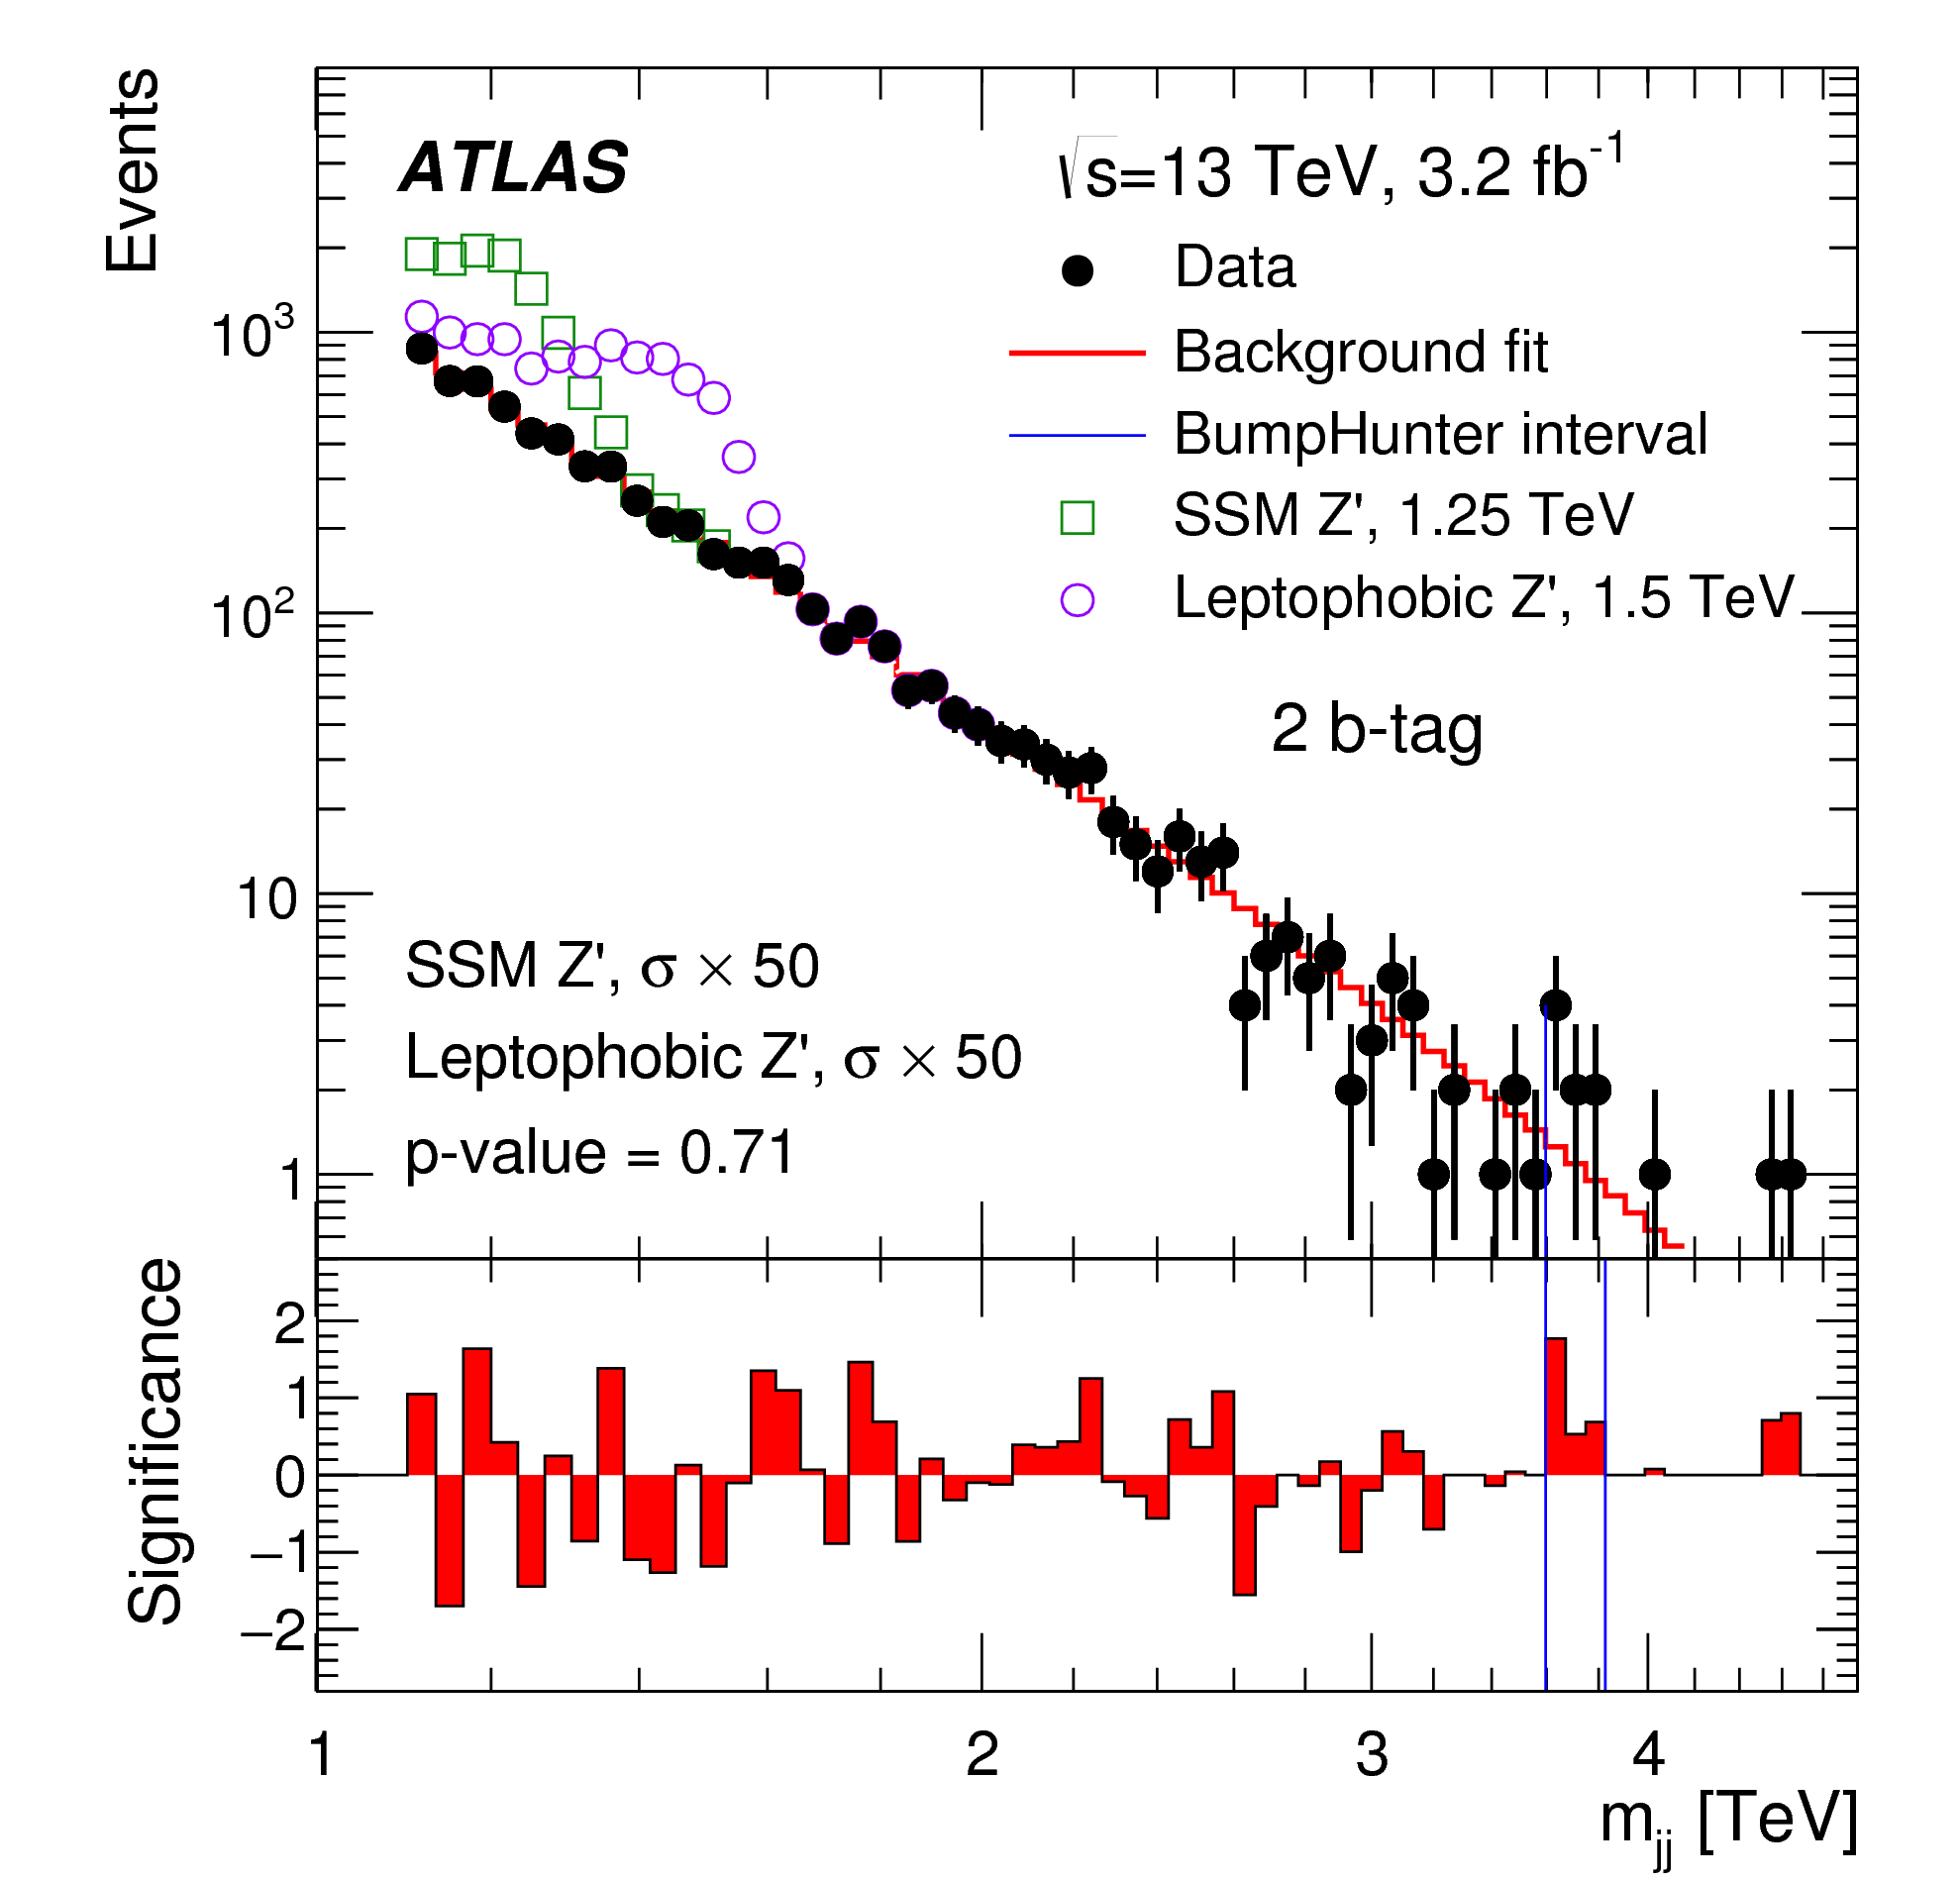 Events
ATLAS
√s=13 TeV, 3.2 fb⁻¹
Data
Background fit
BumpHunter interval
SSM Z', 1.25 TeV
Leptophobic Z', 1.5 TeV
2 b-tag
10³
10²
10
1
SSM Z', σ × 50
Leptophobic Z', σ × 50
p-value = 0.71
Significance
2
1
0
−1
−2
1 2 3 4
m_jj [TeV]